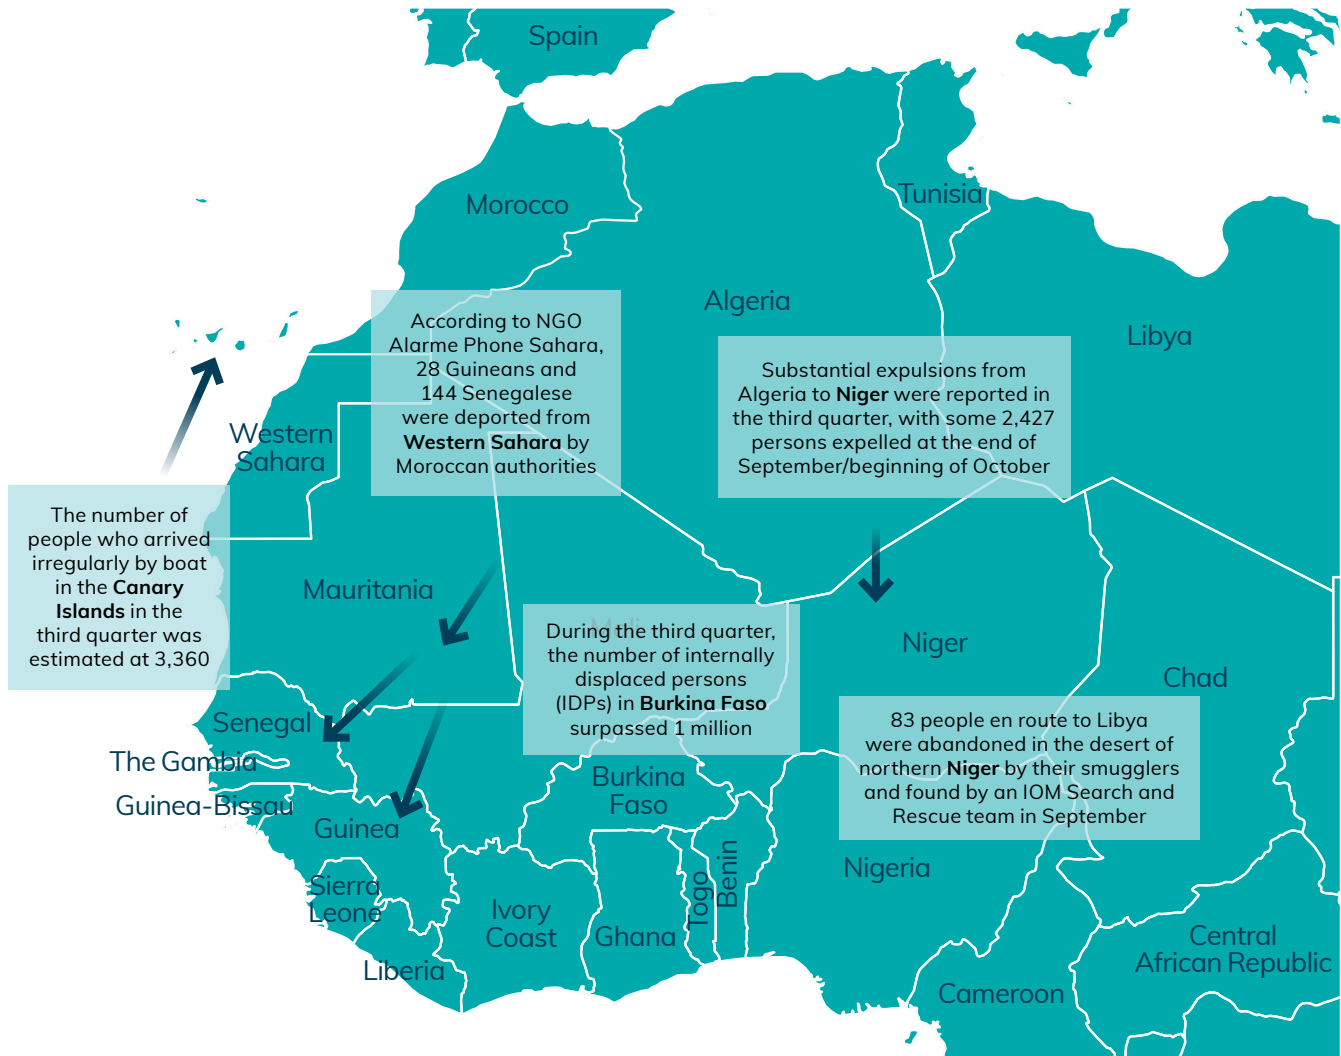 Spain
Morocco
Tunisia
Algeria
Libya
According to NGO
Alarme Phone Sahara,
28 Guineans and
144 Senegalese
were deported from
Western Sahara by
Moroccan authorities
Substantial expulsions from
Algeria to Niger were reported in
the third quarter, with some 2,427
persons expelled at the end of
September/beginning of October
Western
Sahara
The number of
people who arrived
irregularly by boat
in the Canary
Islands in the
third quarter was
estimated at 3,360
Mauritania
Mali
During the third quarter,
the number of internally
displaced persons
(IDPs) in Burkina Faso
surpassed 1 million
Niger
Chad
83 people en route to Libya
were abandoned in the desert of
northern Niger by their smugglers
and found by an IOM Search and
Rescue team in September
Senegal
The Gambia
Guinea-Bissau
Guinea
Burkina
Faso
Sierra
Leone
Liberia
Ivory
Coast
Ghana
Togo
Benin
Nigeria
Cameroon
Central
African Republic